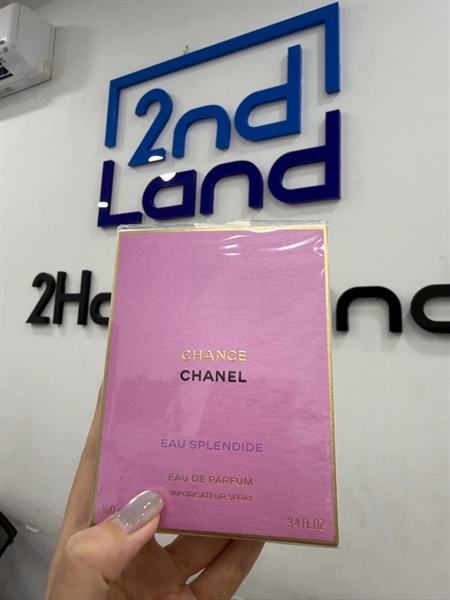 2nd
Land
CHANCE
CHANEL
EAU SPLENDIDE
EAU DE PARFUM
VAPORISATEUR SPRAY
3.4 FL. OZ.